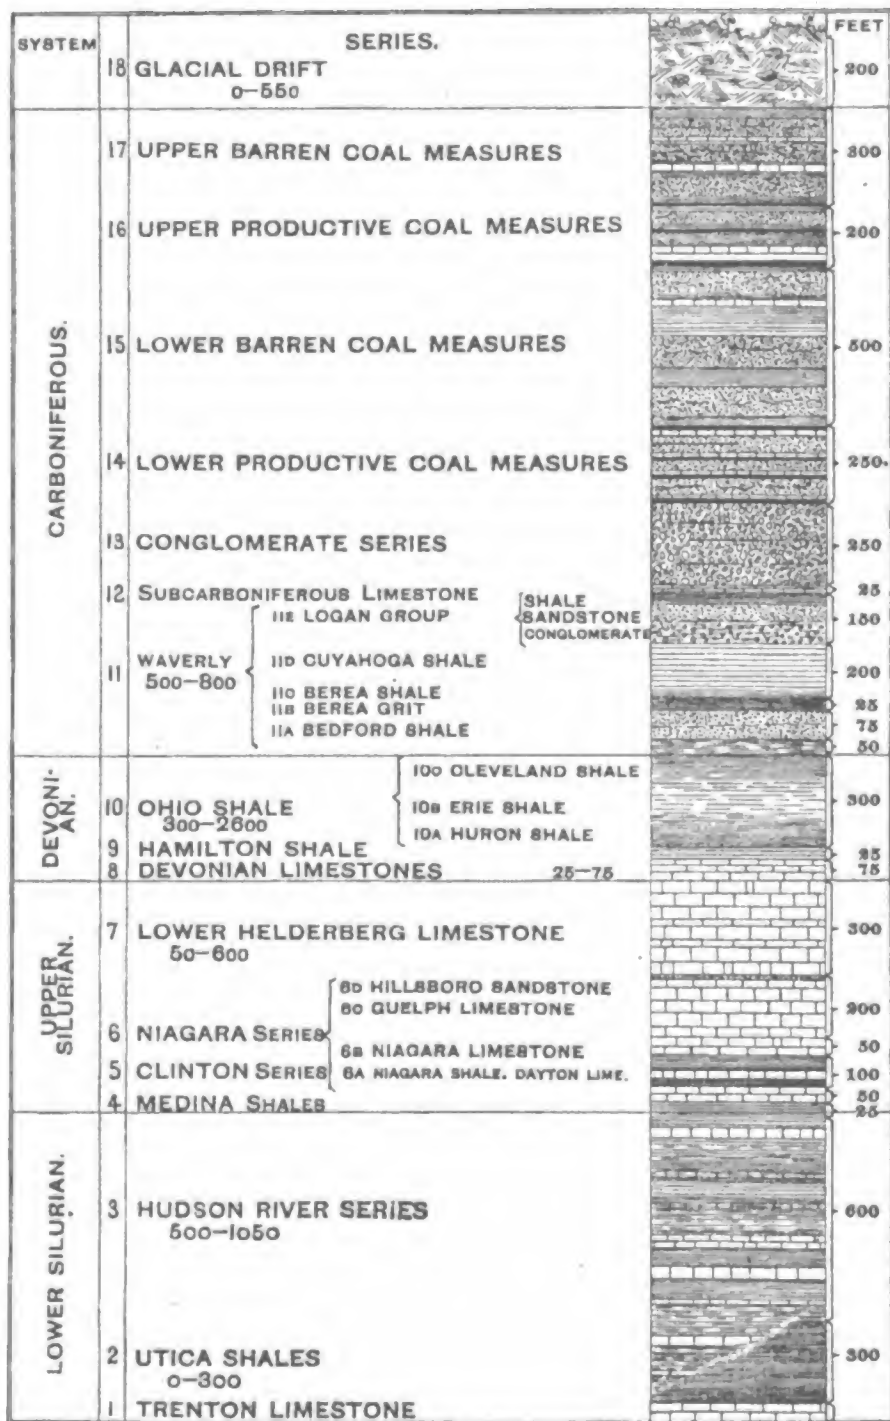 SYSTEM SERIES. FEET
18 GLACIAL DRIFT 200
0–550
CARBONIFEROUS.
17 UPPER BARREN COAL MEASURES 300
16 UPPER PRODUCTIVE COAL MEASURES 200
15 LOWER BARREN COAL MEASURES 500
14 LOWER PRODUCTIVE COAL MEASURES 250.
13 CONGLOMERATE SERIES 250
12 SUBCARBONIFEROUS LIMESTONE 25
11E LOGAN GROUP SHALE
SANDSTONE 150
CONGLOMERATE
11 WAVERLY 11D CUYAHOGA SHALE 200
500–800
11C BEREA SHALE 25
11B BEREA GRIT 75
11A BEDFORD SHALE 50
DEVONI-
AN.
10C CLEVELAND SHALE
10 OHIO SHALE 10B ERIE SHALE 300
300–2600
10A HURON SHALE
9 HAMILTON SHALE 25
8 DEVONIAN LIMESTONES 25–75 75
UPPER
SILURIAN.
7 LOWER HELDERBERG LIMESTONE 300
50–600
6D HILLSBORO SANDSTONE
6C GUELPH LIMESTONE 
6 NIAGARA SERIES
6B NIAGARA LIMESTONE 50
5 CLINTON SERIES 6A NIAGARA SHALE. DAYTON LIME. 100
50
4 MEDINA SHALES 25
LOWER SILURIAN.
3 HUDSON RIVER SERIES 600
500–1050
2 UTICA SHALES 300
0–300
1 TRENTON LIMESTONE